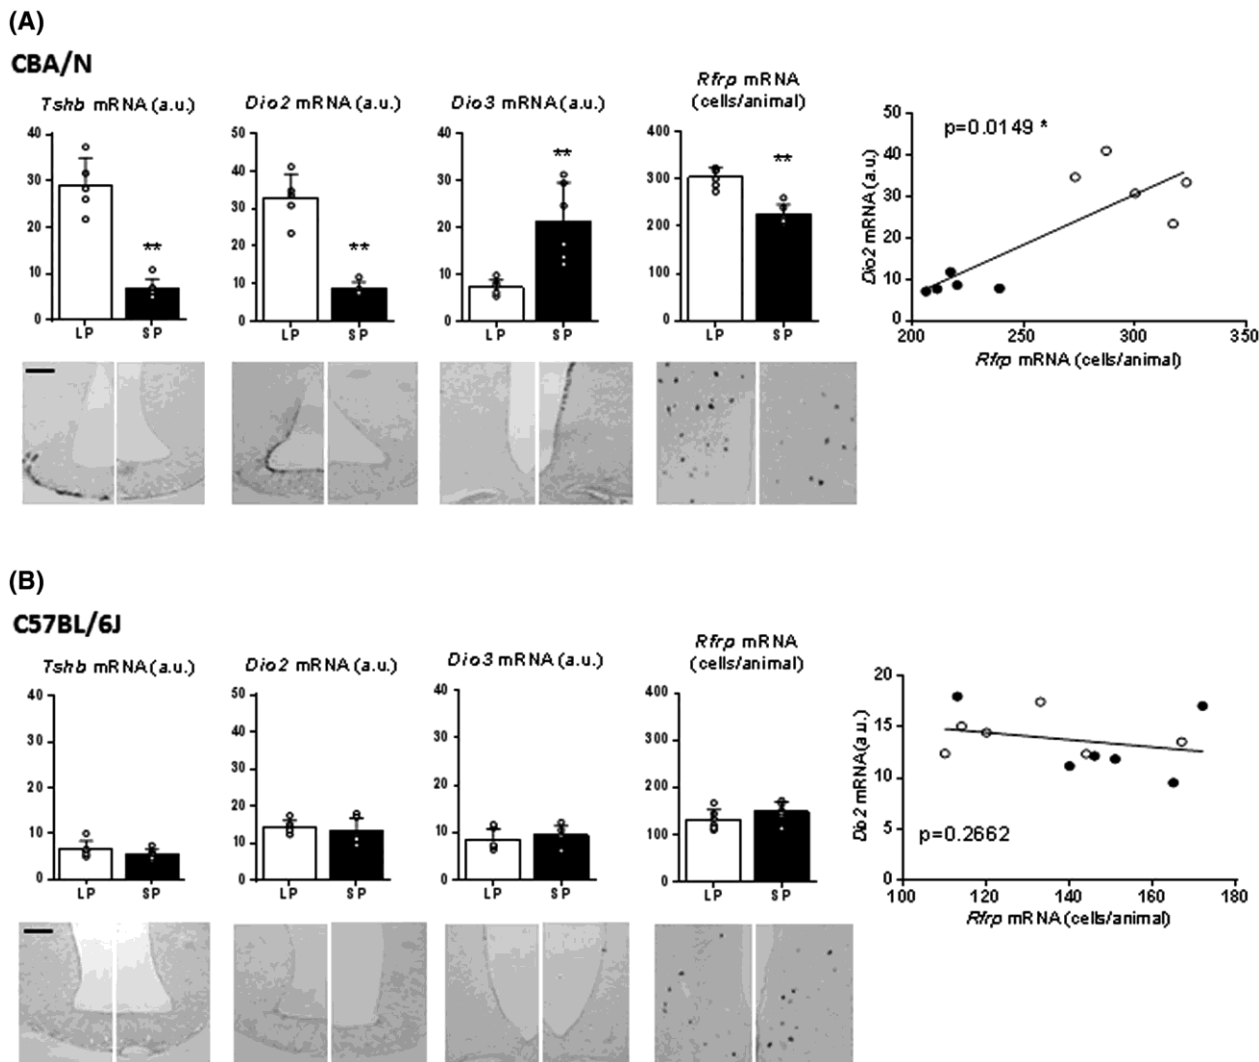 (A)
CBA/N
Tshb mRNA (a.u.)
40
30
20
10
0
**
LP
SP
Dio2 mRNA (a.u.)
50
40
30
20
10
0
**
LP
SP
Dio3 mRNA (a.u.)
40
30
20
10
0
**
LP
SP
Rfrp mRNA
(cells/animal)
400
300
200
100
0
**
LP
SP
p=0.0149 *
Dio2 mRNA (a.u.)
50
40
30
20
10
0
200
250
300
350
Rfrp mRNA (cells/animal)
(B)
C57BL/6J
Tshb mRNA (a.u.)
40
30
20
10
0
LP
SP
Dio2 mRNA (a.u.)
50
40
30
20
10
0
LP
SP
Dio3 mRNA (a.u.)
40
30
20
10
0
LP
SP
Rfrp mRNA
(cells/animal)
400
300
200
100
0
LP
SP
Dio2 mRNA(a.u.)
20
15
10
5
0
p=0.2662
100
120
140
160
180
Rfrp mRNA (cells/animal)